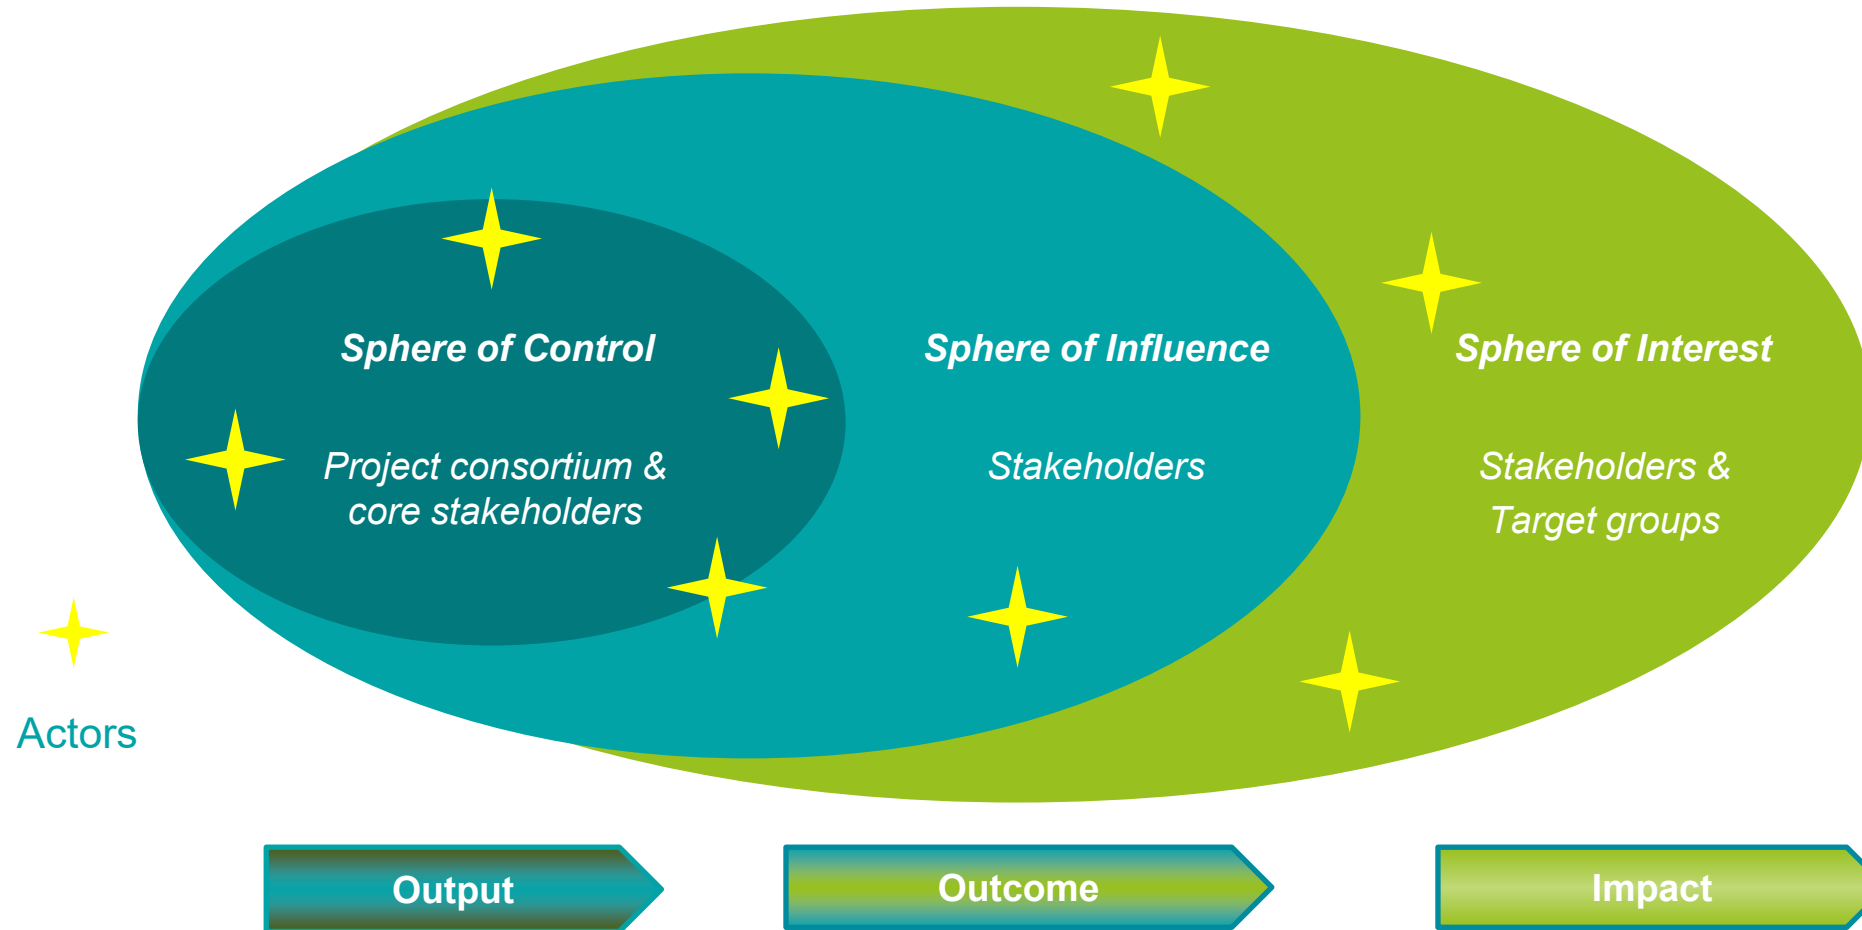 Sphere of Control
Project consortium &
core stakeholders
Sphere of Influence
Stakeholders
Sphere of Interest
Stakeholders &
Target groups
Actors
Output
Outcome
Impact